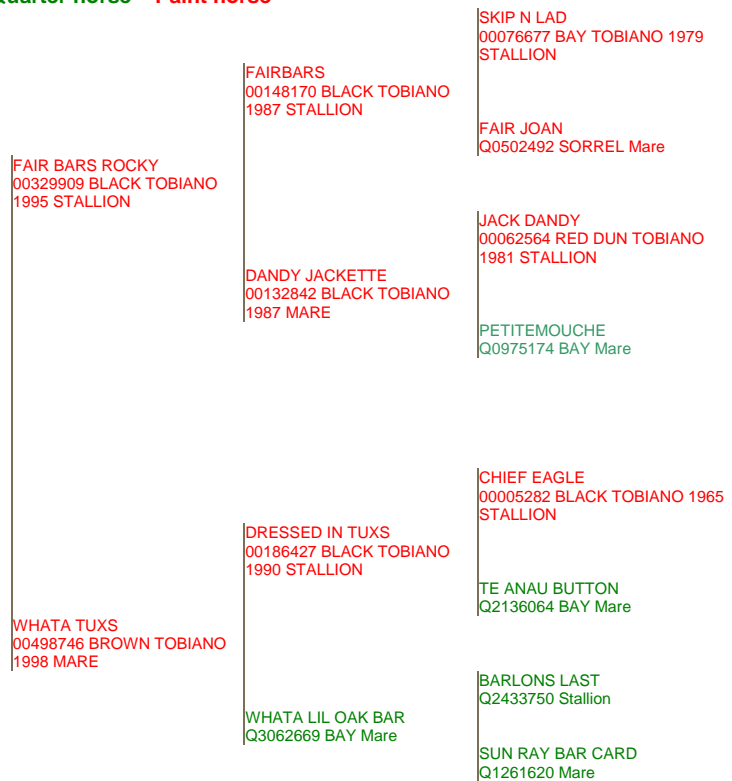 Paint horse
SKIP N LAD
00076677 BAY TOBIANO 1979
STALLION
FAIRBARS
00148170 BLACK TOBIANO
1987 STALLION
FAIR JOAN
Q0502492 SORREL Mare
FAIR BARS ROCKY
00329909 BLACK TOBIANO
1995 STALLION
JACK DANDY
00062564 RED DUN TOBIANO
1981 STALLION
DANDY JACKETTE
00132842 BLACK TOBIANO
1987 MARE
PETITEMOUCHE
Q0975174 BAY Mare
CHIEF EAGLE
00005282 BLACK TOBIANO 1965
STALLION
DRESSED IN TUXS
00186427 BLACK TOBIANO
1990 STALLION
TE ANAU BUTTON
Q2136064 BAY Mare
WHATA TUXS
00498746 BROWN TOBIANO
1998 MARE
BARLONS LAST
Q2433750 Stallion
WHATA LIL OAK BAR
Q3062669 BAY Mare
SUN RAY BAR CARD
Q1261620 Mare